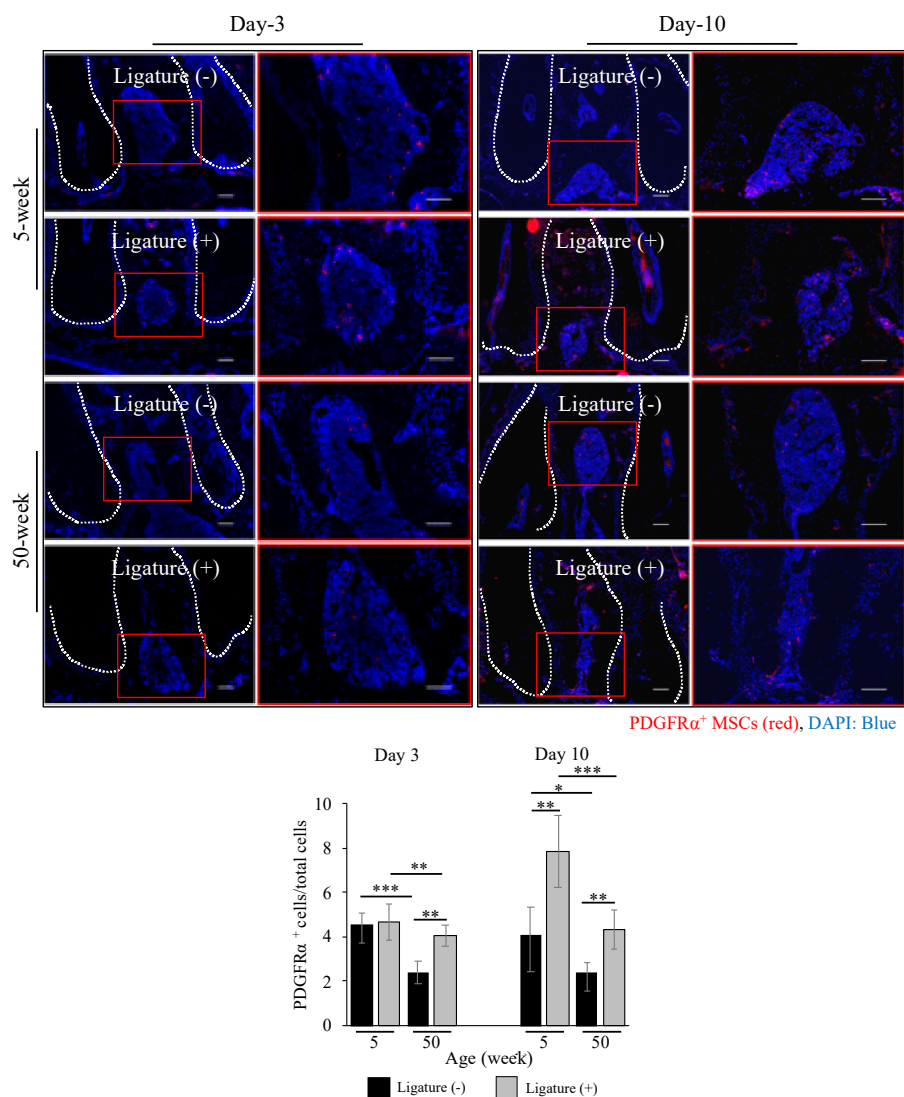 Day-3
Day-10
5-week
Ligature (-)
Ligature (-)
Ligature (+)
Ligature (+)
50-week
Ligature (-)
Ligature (-)
Ligature (+)
Ligature (+)
PDGFRα⁺ MSCs (red), DAPI: Blue
Day 3
Day 10
PDGFRα ⁺ cells/total cells
10
8
6
4
2
0
***
**
**
*
**
***
**
5
50
5
50
Age (week)
Ligature (-)
Ligature (+)